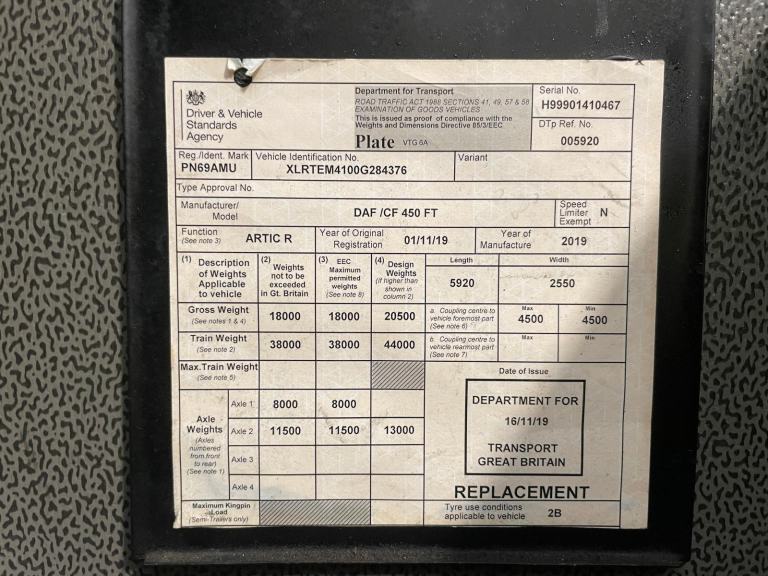 Driver & Vehicle
Standards
Agency
Department for Transport
ROAD TRAFFIC ACT 1988 SECTIONS 41, 49, 57 & 58
EXAMINATION OF GOODS VEHICLES
This is issued as proof of compliance with the
Weights and Dimensions Directive 85/3/EEC.
Plate VTG 6A
Serial No.
H99901410467
DTp Ref. No.
005920
Reg./Ident. Mark
PN69AMU
Vehicle Identification No.
XLRTEM4100G284376
Variant
Type Approval No.
Manufacturer/
Model
DAF /CF 450 FT
Speed
Limiter N
Exempt
Function
(See note 3)
ARTIC R
Year of Original
Registration
01/11/19
Year of
Manufacture
2019
(1) Description
of Weights
Applicable
to vehicle
(2) Weights
not to be
exceeded
in Gt. Britain
(3) EEC
Maximum
permitted
weights
(See note 8)
(4) Design
Weights
(if higher than
shown in
column 2)
Length
5920
Width
2550
Gross Weight
(See notes 1 & 4)
18000 18000 20500
a. Coupling centre to
vehicle foremost part
(See note 6)
Max
4500
Min
4500
Train Weight
(See note 2)
38000 38000 44000
b. Coupling centre to
vehicle rearmost part
(See note 7)
Max
Min
Max.Train Weight
(See note 5)
Axle
Weights
(Axles
numbered
from front
to rear)
(See note 1)
Axle 1 8000 8000
Axle 2 11500 11500 13000
Axle 3
Axle 4
Date of Issue
DEPARTMENT FOR
16/11/19
TRANSPORT
GREAT BRITAIN
REPLACEMENT
Maximum Kingpin
Load
(Semi-Trailers only)
Tyre use conditions
applicable to vehicle
2B